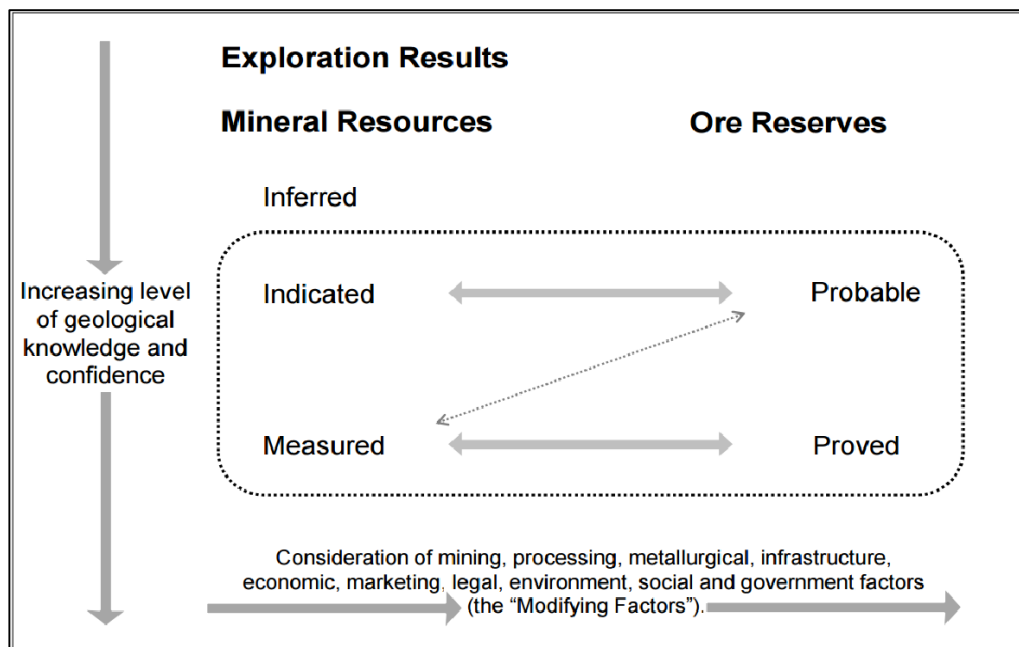 Exploration Results
Mineral Resources
Ore Reserves
Inferred
Indicated
Probable
Increasing level
of geological
knowledge and
confidence
Measured
Proved
Consideration of mining, processing, metallurgical, infrastructure,
economic, marketing, legal, environment, social and government factors
(the “Modifying Factors”).